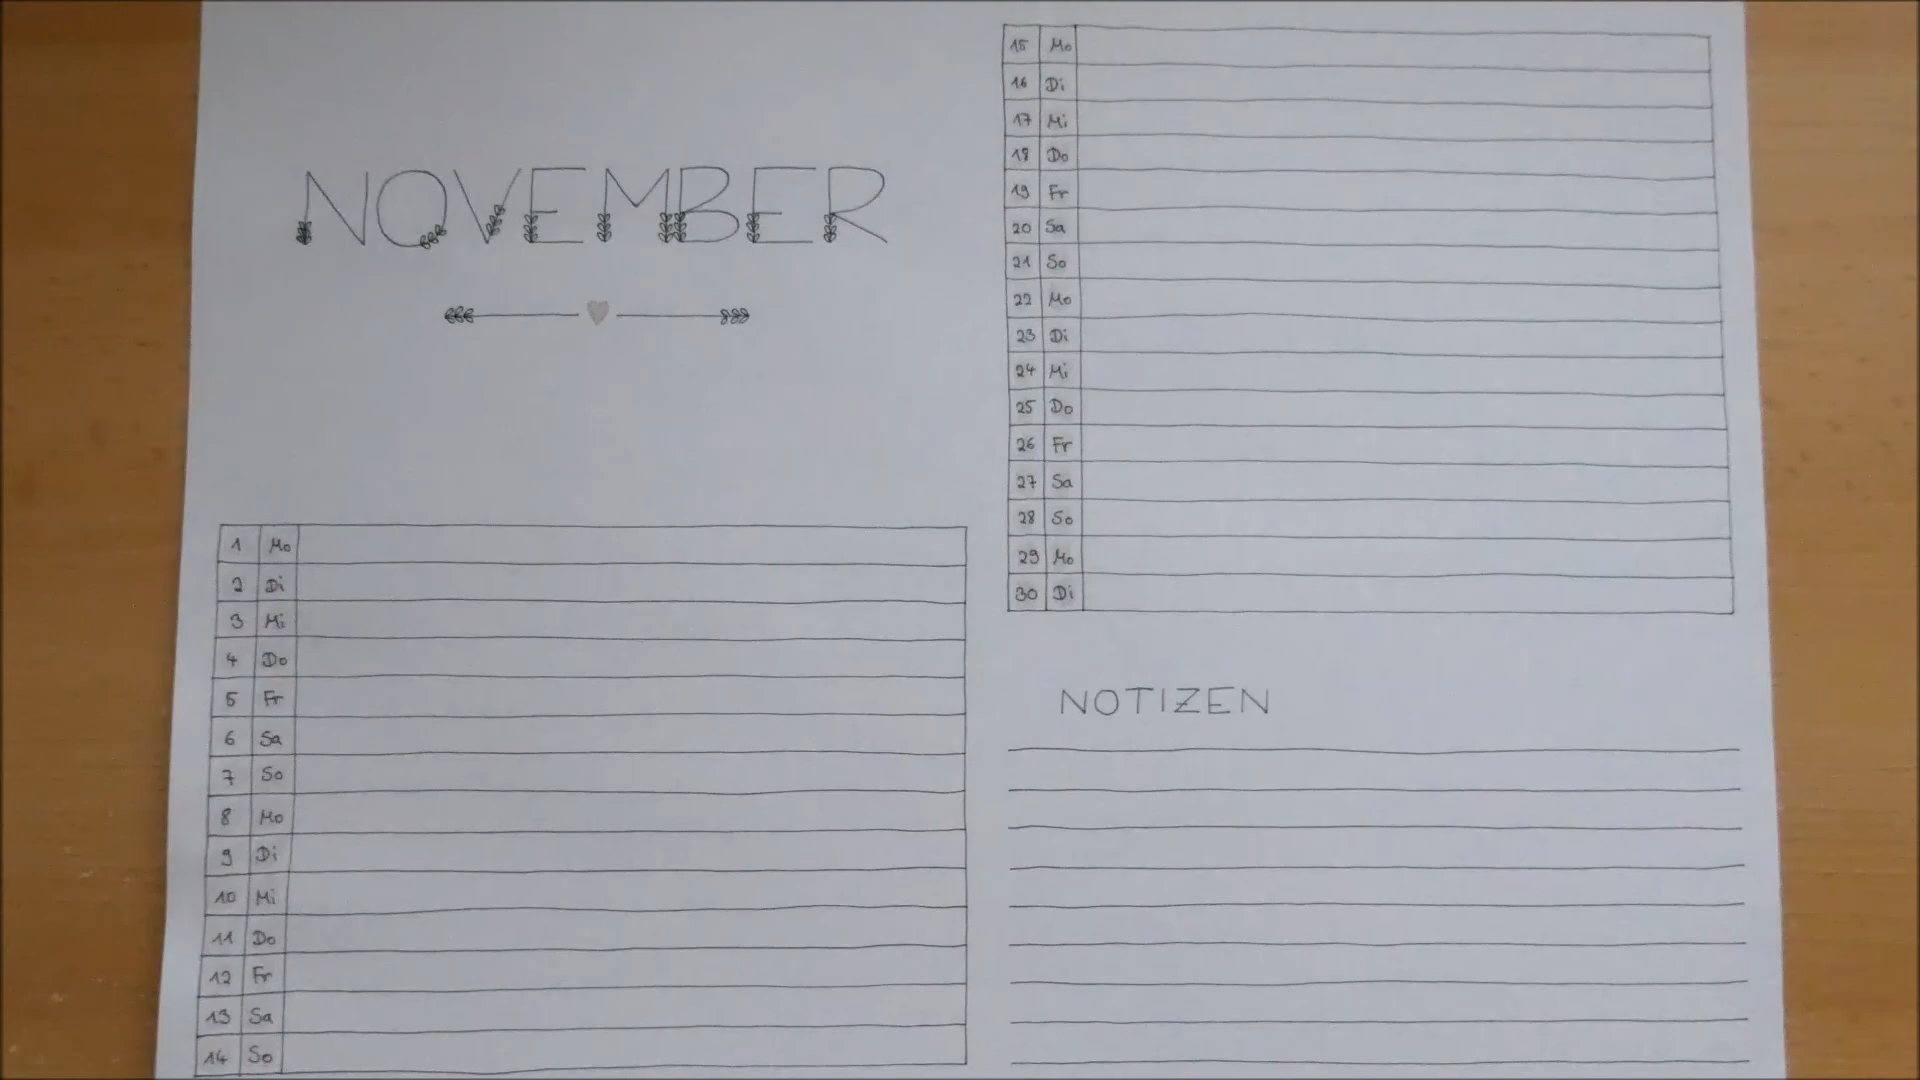 NOVEMBER
1 Mo
2 Di
3 Mi
4 Do
5 Fr
6 Sa
7 So
8 Mo
9 Di
10 Mi
11 Do
12 Fr
13 Sa
14 So
15 Mo
16 Di
17 Mi
18 Do
19 Fr
20 Sa
21 So
22 Mo
23 Di
24 Mi
25 Do
26 Fr
27 Sa
28 So
29 Mo
30 Di
NOTIZEN